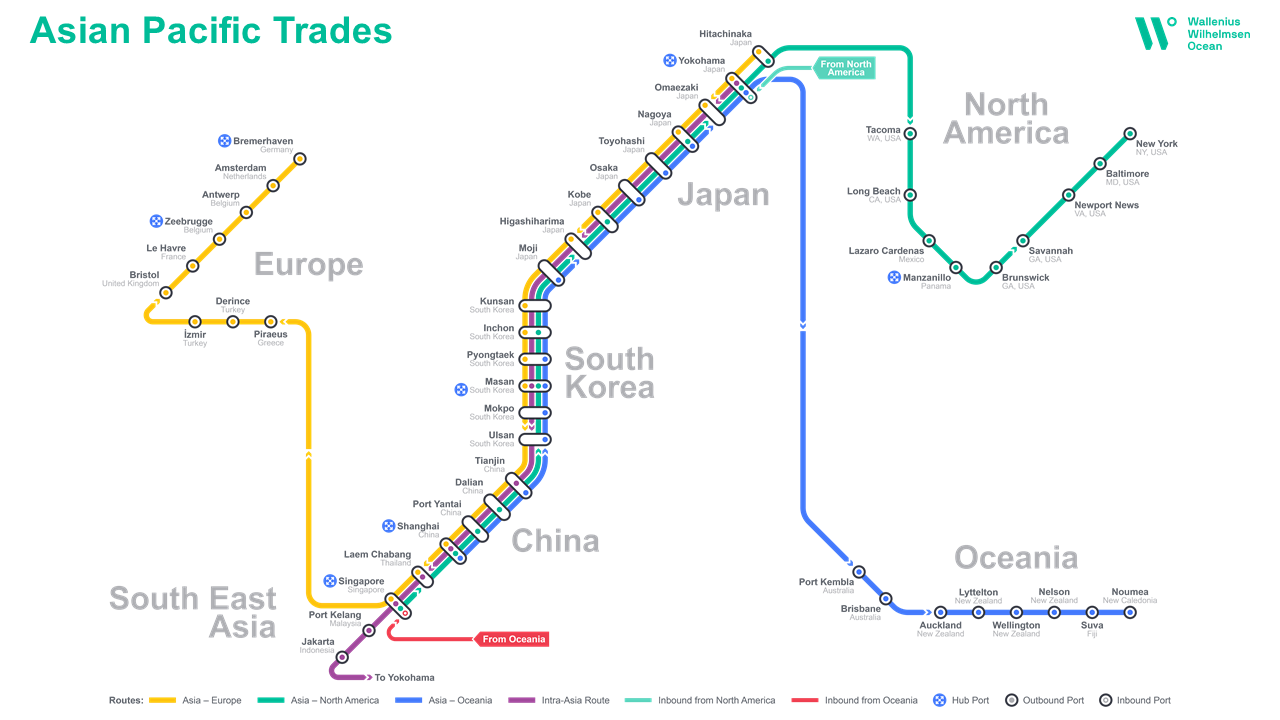 Asian Pacific Trades
Wallenius
Wilhelmsen
Ocean
Hitachinaka
Japan
Yokohama
Japan
From North
America
Omaezaki
Japan
Nagoya
Japan
Toyohashi
Japan
Osaka
Japan
Kobe
Japan
Higashiharima
Japan
Moji
Japan
Japan
North
America
Tacoma
WA, USA
Long Beach
CA, USA
Lazaro Cardenas
Mexico
Manzanillo
Panama
Brunswick
GA, USA
Savannah
GA, USA
Newport News
VA, USA
Baltimore
MD, USA
New York
NY, USA
Bremerhaven
Germany
Amsterdam
Netherlands
Antwerp
Belgium
Zeebrugge
Belgium
Le Havre
France
Bristol
United Kingdom
Europe
Derince
Turkey
İzmir
Turkey
Piraeus
Greece
Kunsan
South Korea
Inchon
South Korea
Pyongtaek
South Korea
Masan
South Korea
Mokpo
South Korea
Ulsan
South Korea
South
Korea
Tianjin
China
Dalian
China
Port Yantai
China
Shanghai
China
China
Laem Chabang
Thailand
Singapore
Singapore
South East
Asia
Port Kelang
Malaysia
Jakarta
Indonesia
From Oceania
To Yokohama
Oceania
Port Kembla
Australia
Brisbane
Australia
Auckland
New Zealand
Lyttelton
New Zealand
Wellington
New Zealand
Nelson
New Zealand
Suva
Fiji
Noumea
New Caledonia
Routes: Asia – Europe Asia – North America Asia – Oceania Intra-Asia Route Inbound from North America Inbound from Oceania Hub Port Outbound Port Inbound Port